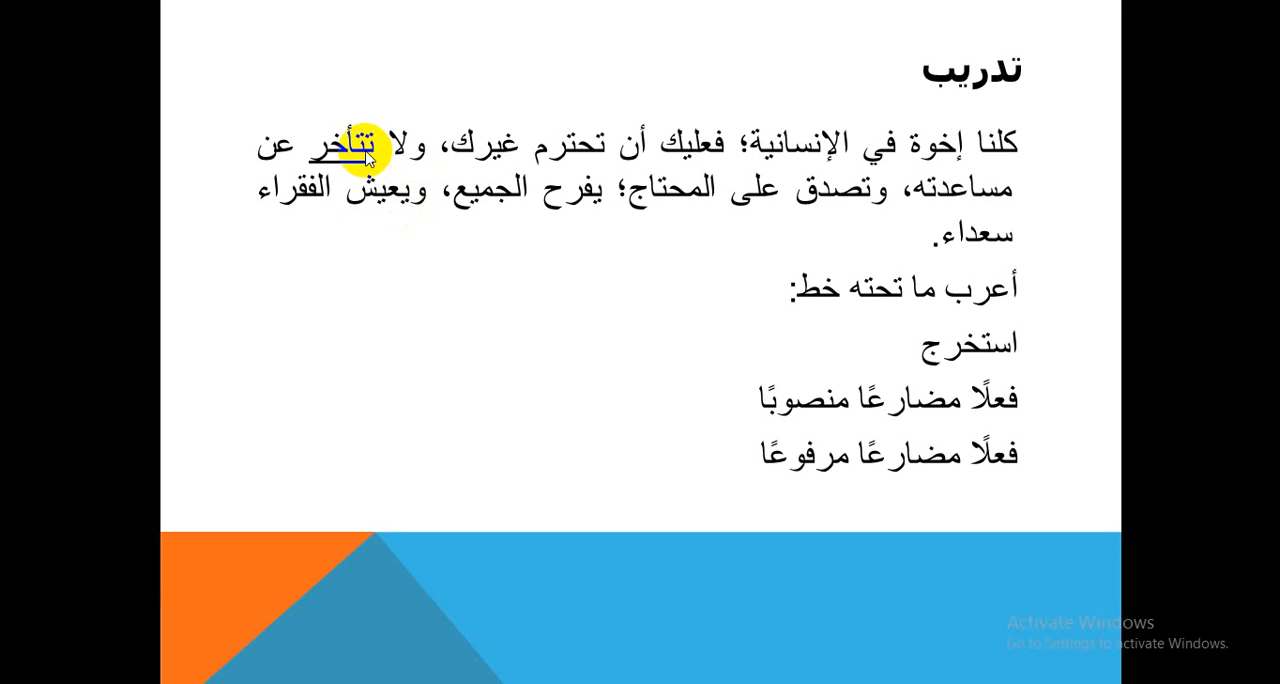 تدريب
كلنا إخوة في الإنسانية؛ فعليك أن تحترم غيرك، ولا تتأخر عن
مساعدته، وتصدق على المحتاج؛ يفرح الجميع، ويعيش الفقراء
سعداء.
أعرب ما تحته خط:
استخرج
فعلًا مضارعًا منصوبًا
فعلًا مضارعًا مرفوعًا
Activate Windows
Go to Settings to activate Windows.